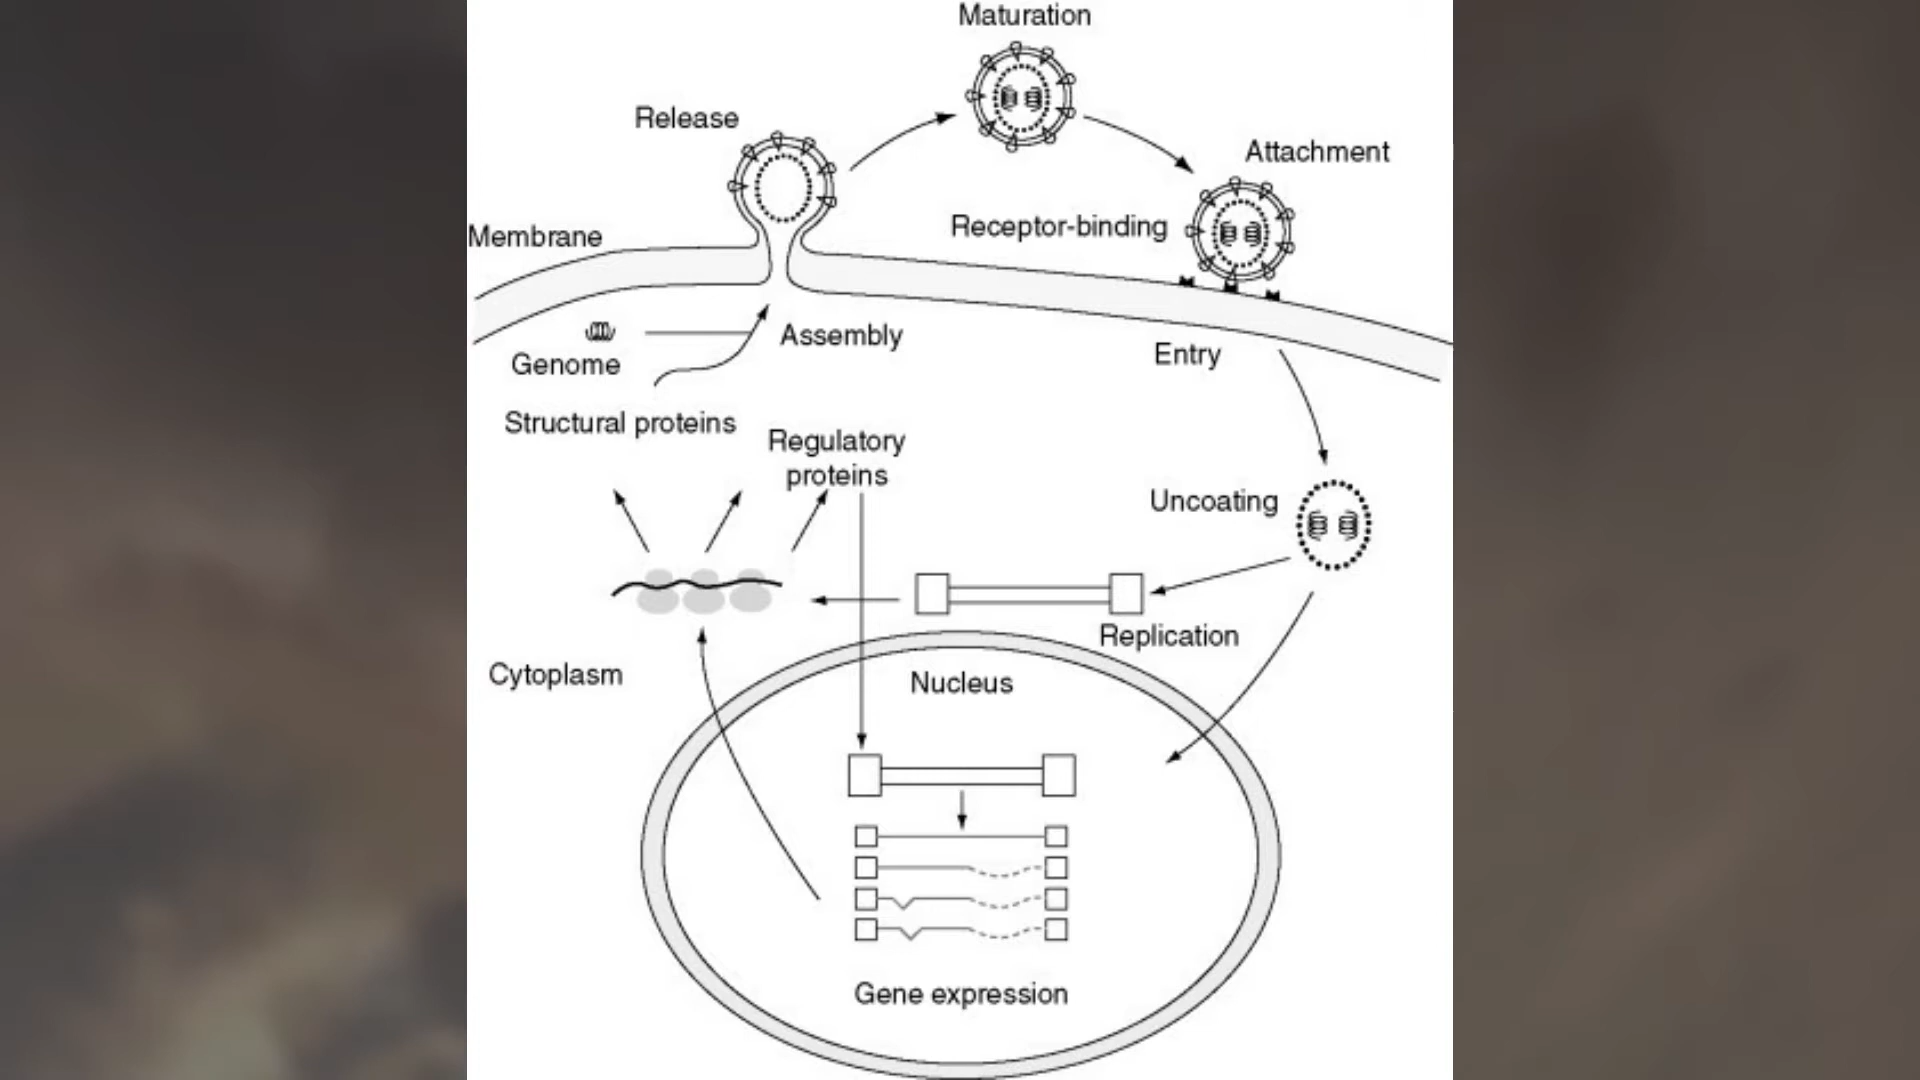 Maturation
Release
Attachment
Receptor-binding
Membrane
Assembly
Genome
Entry
Structural proteins
Regulatory
proteins
Uncoating
Replication
Cytoplasm
Nucleus
Gene expression